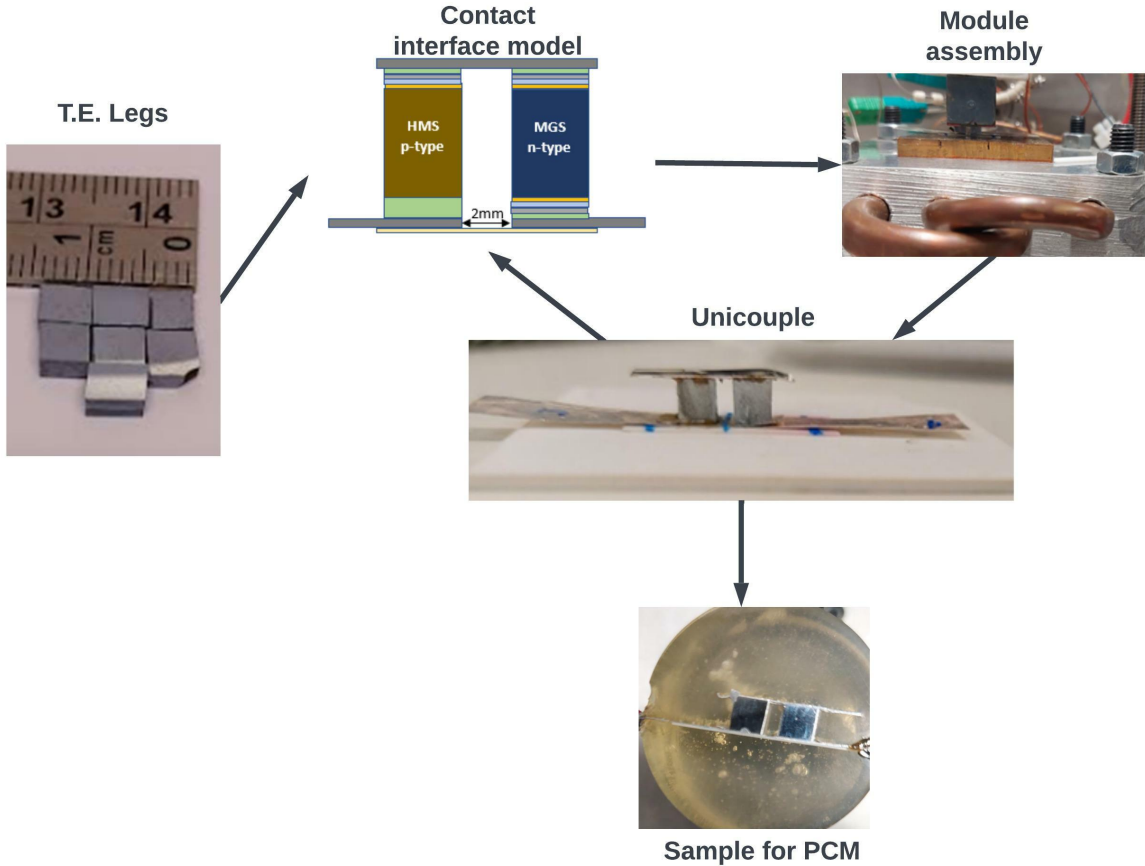 Contact
interface model
Module
assembly
T.E. Legs
HMS
p-type
MGS
n-type
2mm
13 14
1 cm 0
Unicouple
Sample for PCM